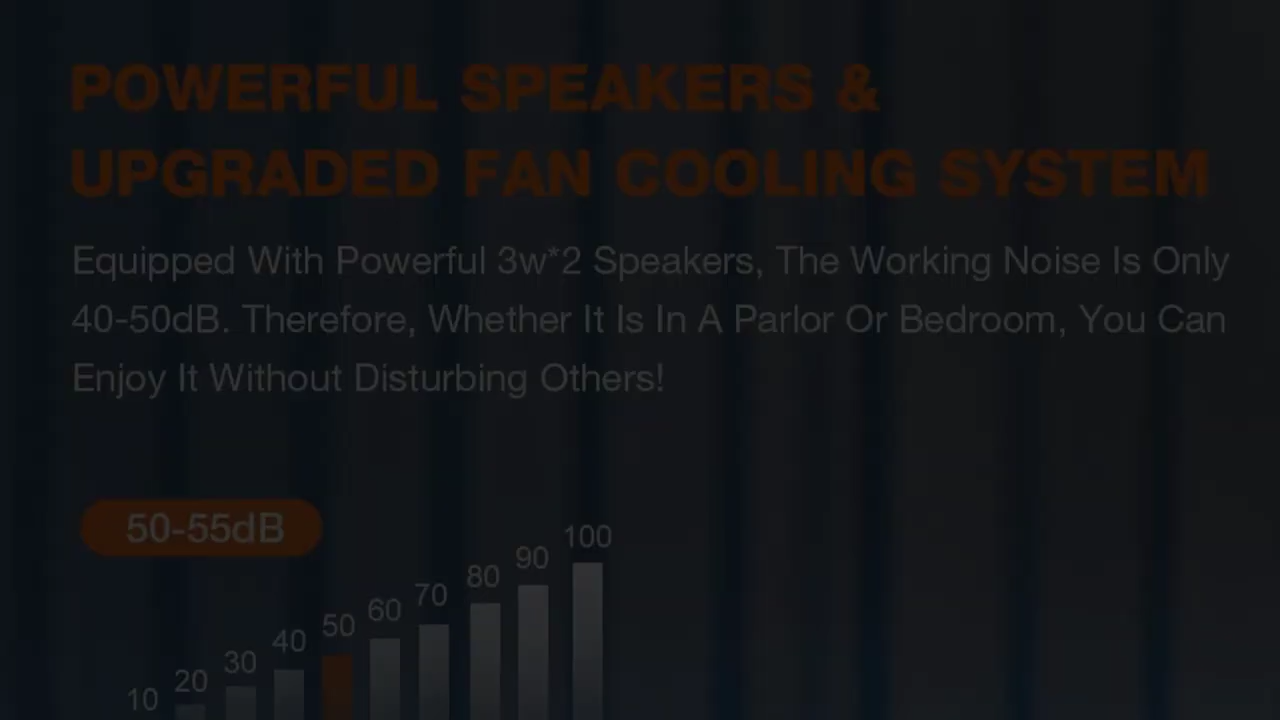 POWERFUL SPEAKERS &
UPGRADED FAN COOLING SYSTEM
Equipped With Powerful 3w*2 Speakers, The Working Noise Is Only
40-50dB. Therefore, Whether It Is In A Parlor Or Bedroom, You Can
Enjoy It Without Disturbing Others!
50-55dB
10 20 30 40 50 60 70 80 90 100